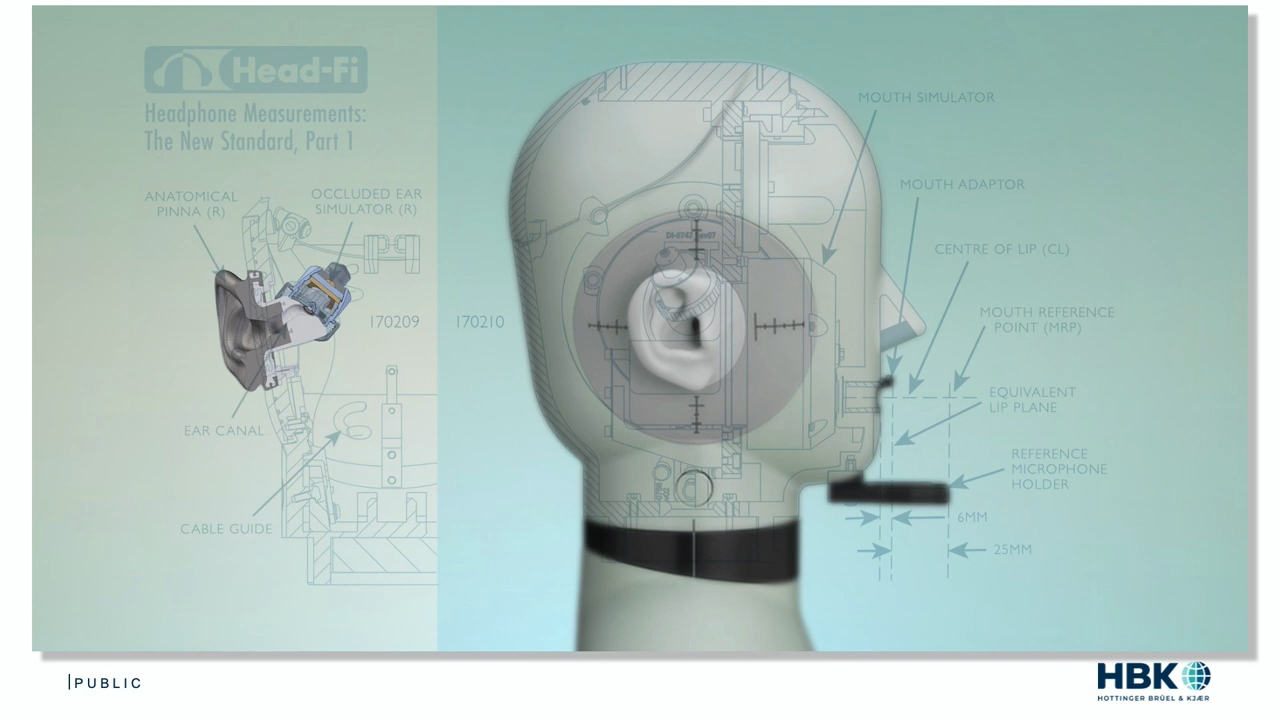 Head-Fi
Headphone Measurements:
The New Standard, Part 1
ANATOMICAL
PINNA (R)
OCCLUDED EAR
SIMULATOR (R)
170209
170210
EAR CANAL
CABLE GUIDE
MOUTH SIMULATOR
MOUTH ADAPTOR
CENTRE OF LIP (CL)
MOUTH REFERENCE
POINT (MRP)
EQUIVALENT
LIP PLANE
REFERENCE
MICROPHONE
HOLDER
6MM
25MM
|PUBLIC
HBK
HOTTINGER BRÜEL & KJÆR